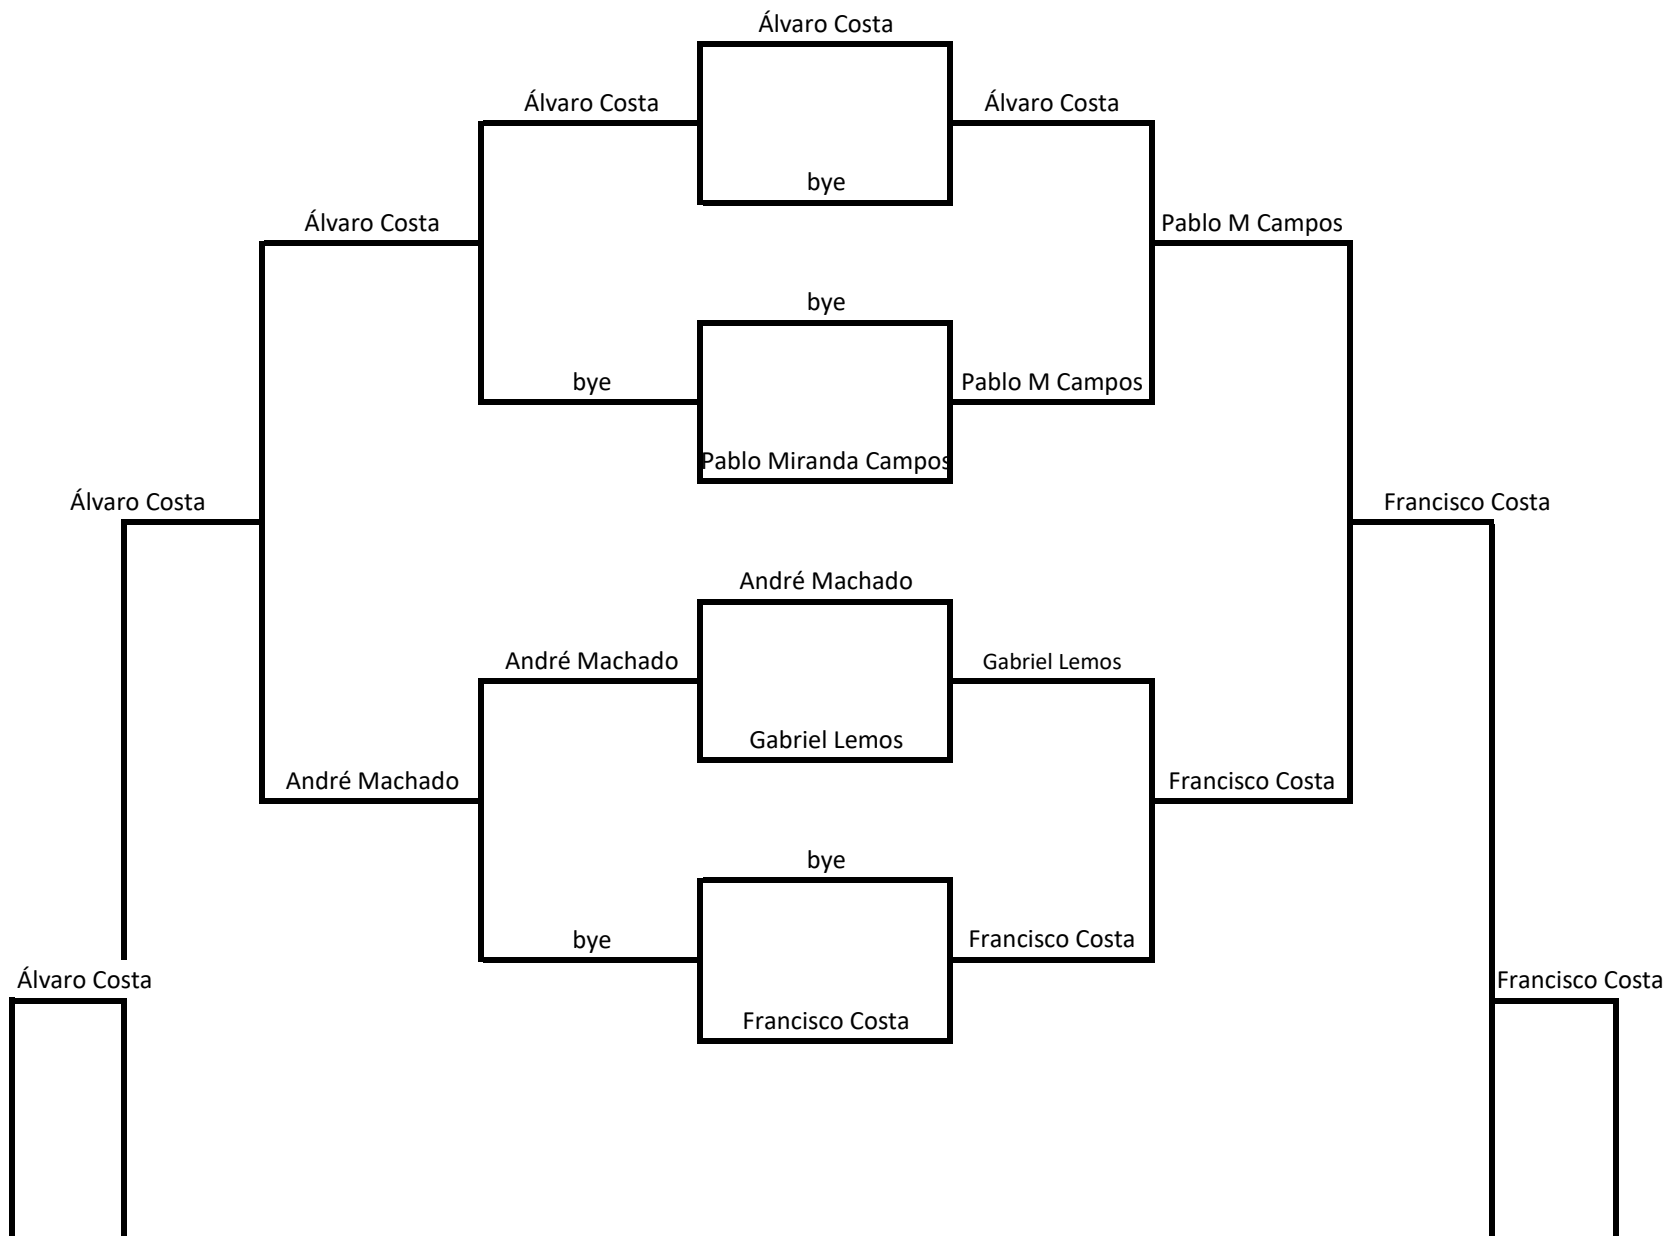 Álvaro Costa
Álvaro Costa
Álvaro Costa
bye
Álvaro Costa
Pablo M Campos
bye
bye
Pablo M Campos
Pablo Miranda Campos
Álvaro Costa
Francisco Costa
André Machado
André Machado
Gabriel Lemos
Gabriel Lemos
André Machado
Francisco Costa
bye
bye
Francisco Costa
Álvaro Costa
Francisco Costa
Francisco Costa